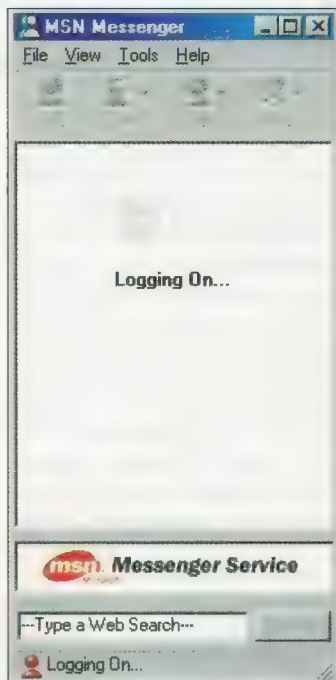 MSN Messenger
File View Tools Help
Logging On...
msn Messenger Service
---Type a Web Search---
Logging On...